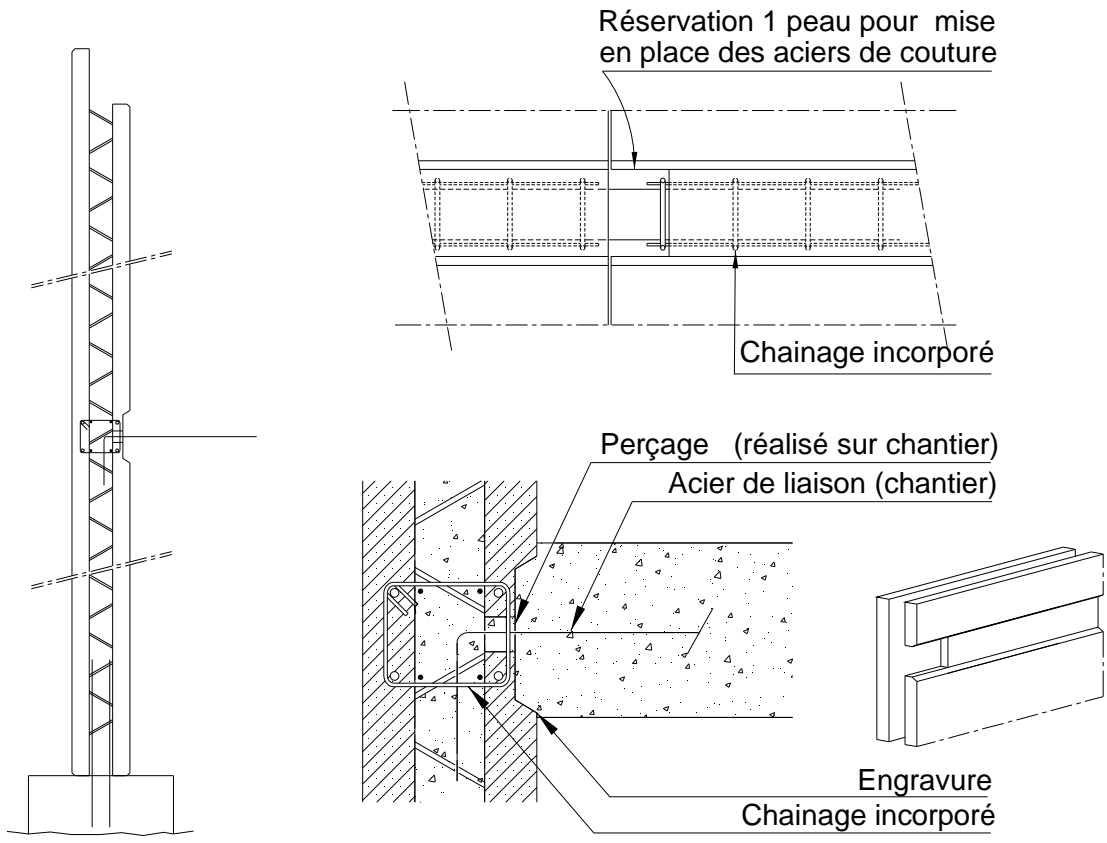 Réservation 1 peau pour mise
en place des aciers de couture
Chainage incorporé
Perçage (réalisé sur chantier)
Acier de liaison (chantier)
Engravure
Chainage incorporé